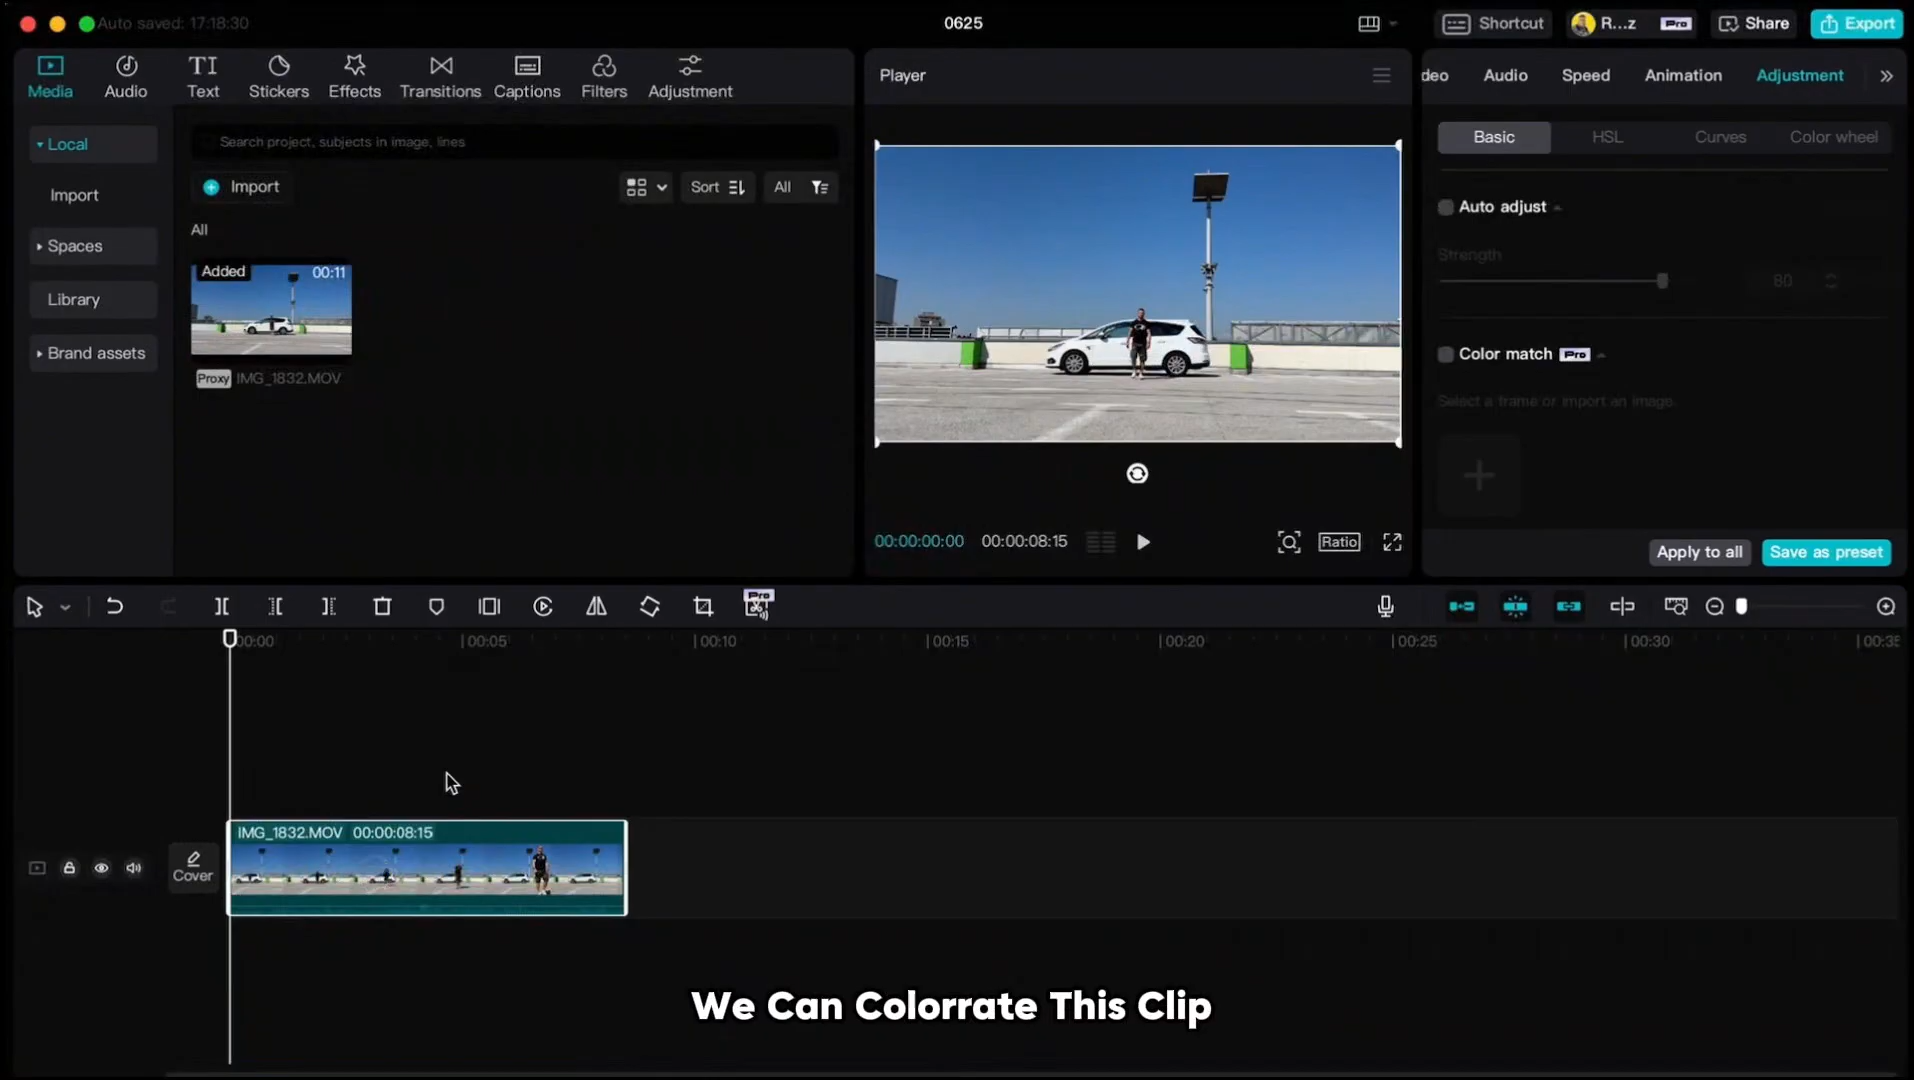 Auto saved: 17:18:30
0625
Shortcut
R...z
Pro
Share
Export
Media
Audio
Text
Stickers
Effects
Transitions
Captions
Filters
Adjustment
Local
Import
Spaces
Library
Brand assets
Search project, subjects in image, lines
Import
Sort
All
All
Added
00:11
Proxy
IMG_1832.MOV
Player
00:00:00:00
00:00:08:15
Ratio
deo
Audio
Speed
Animation
Adjustment
Basic
HSL
Curves
Color wheel
Auto adjust
Strength
80
Color match Pro
Select a frame or import an image.
Apply to all
Save as preset
Pro
00:00
00:05
00:10
00:15
00:20
00:25
00:30
00:35
Cover
IMG_1832.MOV 00:00:08:15
We Can Colorrate This Clip